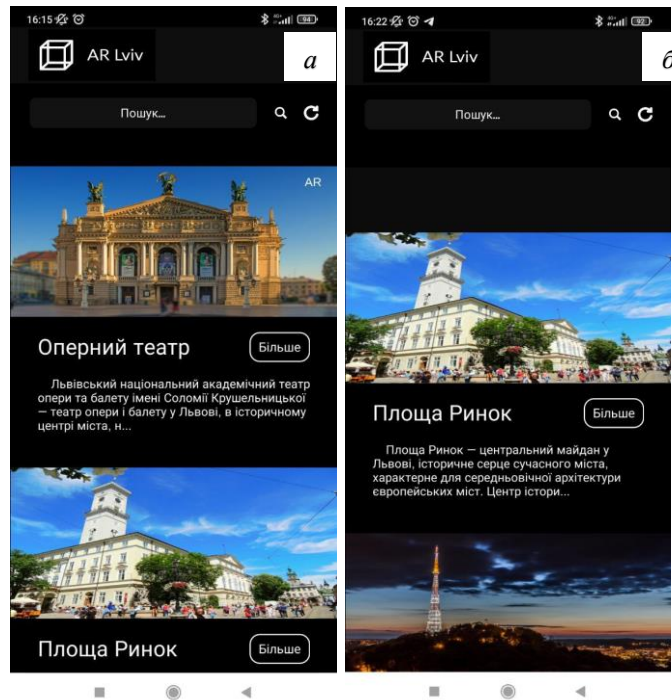 16:15
94
AR Lviv
а
Пошук...
AR
Оперний театр
Більше
Львівський національний академічний театр
опери та балету імені Соломії Крушельницької
— театр опери і балету у Львові, в історичному
центрі міста, н...
Площа Ринок
Більше
16:22
92
AR Lviv
б
Пошук...
Площа Ринок
Більше
Площа Ринок — центральний майдан у
Львові, історичне серце сучасного міста,
характерне для середньовічної архітектури
європейських міст. Центр істори...